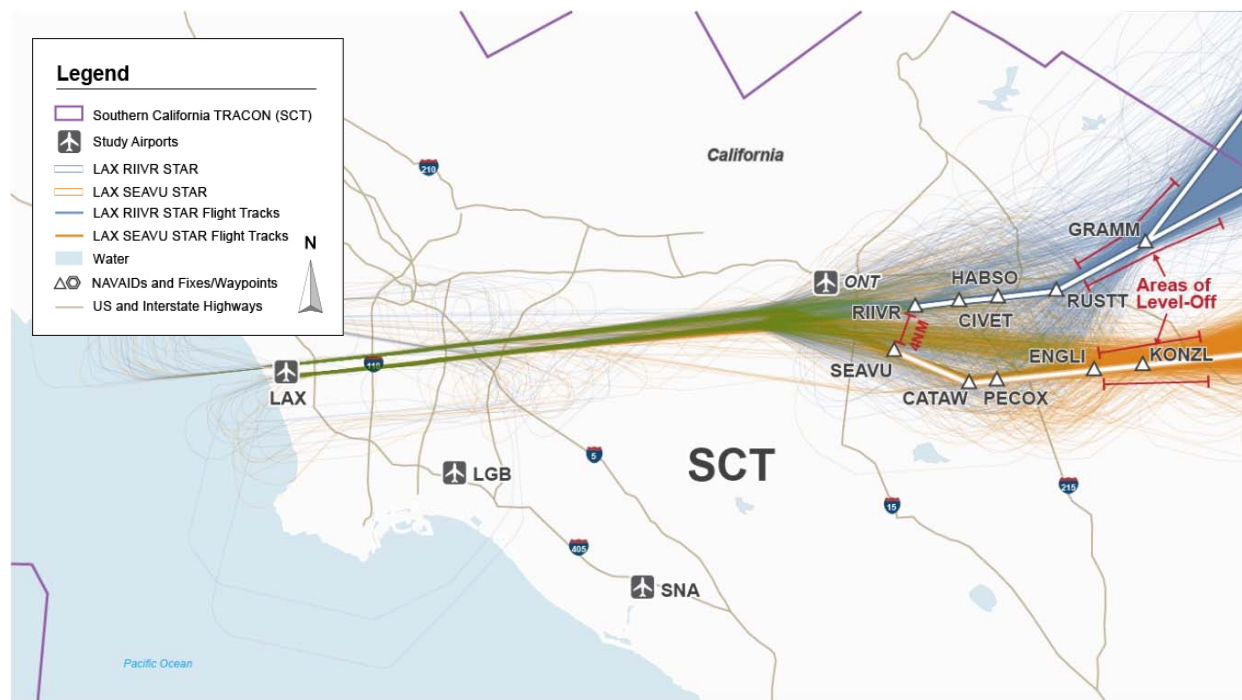 Legend
Southern California TRACON (SCT)
Study Airports
LAX RIIVR STAR
LAX SEAVU STAR
LAX RIIVR STAR Flight Tracks
LAX SEAVU STAR Flight Tracks
Water
NAVAIDs and Fixes/Waypoints
US and Interstate Highways
N
210
California
GRAMM
ONT
HABSO
Areas of
Level-Off
RIIVR
CIVET
RUSTT
4NM
SEAVU
ENGLI
KONZL
110
LAX
CATAW
PECOX
SCT
LGB
5
215
15
405
SNA
Pacific Ocean